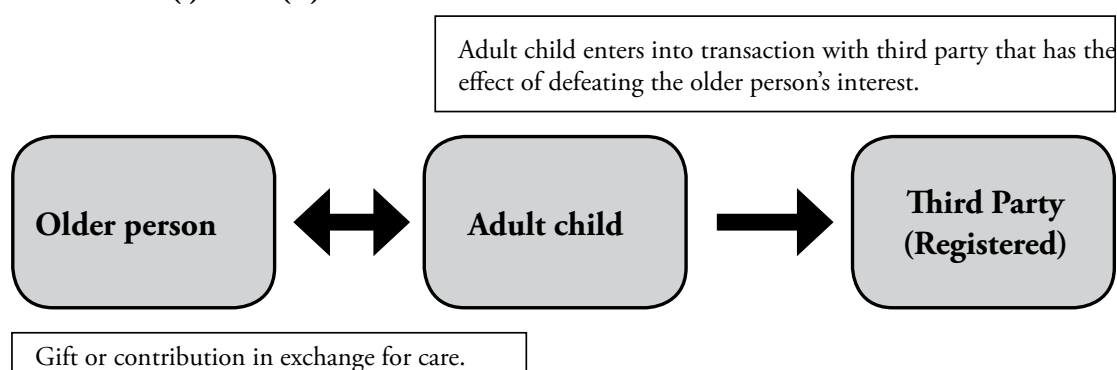 Adult child enters into transaction with third party that has the
effect of defeating the older person’s interest.
Older person
Adult child
Third Party
(Registered)
Gift or contribution in exchange for care.